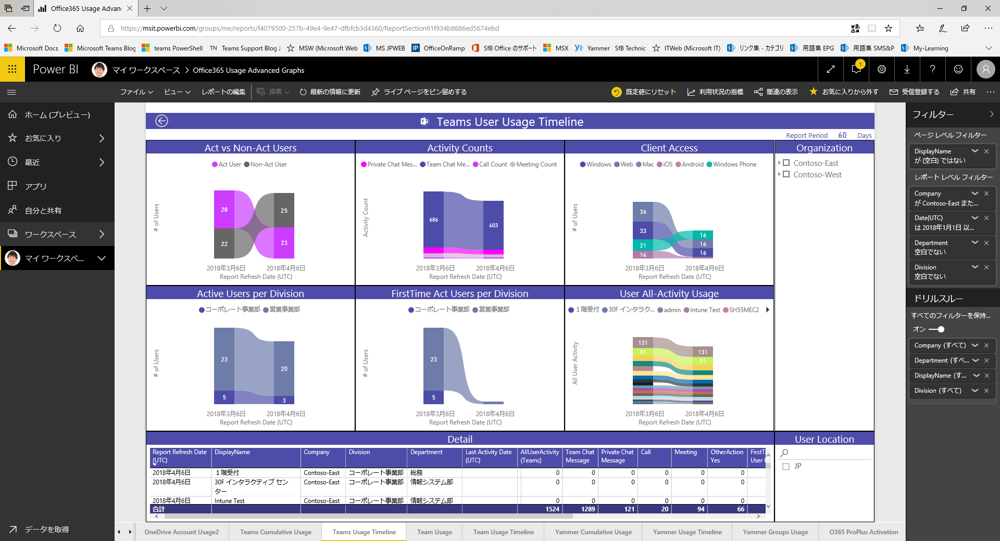 Office365 Usage Advan
https://msit.powerbi.com/groups/me/reports/f4079500-257b-49e4-9e47-dfbfcb3d4360/ReportSection91f934b8686ed5674ebd
Microsoft Docs Microsoft Teams Blog teams PowerShell TN Teams Support Blog J MSW (Microsoft Web MS JPWEB IP OfficeOnRamp SfB Office のサポート MSX Yammer SfB Technic ITWeb (Microsoft IT) リンク集 - カテゴリ 用語集 EPG 用語集 SMS&P My-Learning
Power BI マイ ワークスペース > Office365 Usage Advanced Graphs 1
ファイル ビュー レポートの編集 探索 最新の情報に更新 ライブ ページをピン留めする 既定値にリセット 利用状況の指標 関連の表示 お気に入りから外す 受信登録する 共有 ...
ホーム (プレビュー)
お気に入り
最近
アプリ
自分と共有
ワークスペース
マイ ワークスペ...
データを取得
Teams User Usage Timeline
Report Period 60 Days
Act vs Non-Act Users
Act User Non-Act User
# of Users
28 25
22 23
2018年3月6日 2018年4月6日
Report Refresh Date (UTC)
Activity Counts
Private Chat Mes... Team Chat Me... Call Count Meeting Count
Activity Count
686 603
2018年3月6日 2018年4月6日
Report Refresh Date (UTC)
Client Access
Windows Web Mac iOS Android Windows Phone
# of Users
36
33 16
21 16
14 16
2018年3月6日 2018年4月6日
Report Refresh Date (UTC)
Organization
Contoso-East
Contoso-West
Active Users per Division
コーポレート事業部 営業事業部
# of Users
23 20
5 3
2018年3月6日 2018年4月6日
Report Refresh Date (UTC)
FirstTime Act Users per Division
コーポレート事業部 営業事業部
# of Users
23
5
2018年3月6日 2018年4月6日
Report Refresh Date (UTC)
User All-Activity Usage
1 階受付 30F インタラク... admin Intune Test SH55MEC2
All User Activity
131 131
91 91
2018年3月6日 2018年4月6日
Report Refresh Date (UTC)
Detail
Report Refresh Date (UTC) DisplayName Company Division Department Last Activity Date (UTC) AllUserActivity (Teams) Team Chat Message Private Chat Message Call Meeting OtherAction Yes FirstTi User
2018年4月6日 1 階受付 Contoso-East コーポレート事業部 総務 0 0 0 0 0 0
2018年4月6日 30F インタラクティブ センター Contoso-East コーポレート事業部 情報システム部 0 0 0 0 0 0
2018年4月6日 Intune Test Contoso-East コーポレート事業部 情報システム部 0 0 0 0 0 0
合計 1524 1289 121 20 94 66
User Location
JP
フィルター
ページ レベル フィルター
DisplayName
が (空白) ではない
レポート レベル フィルター
Company
が Contoso-East また...
Date(UTC)
は 2018年1月1日 以...
Department
空白でない
Division
空白でない
ドリルスルー
すべてのフィルターを保持...
オン
Company (すべて)
Department (すべ...
DisplayName (す...
Division (すべて)
OneDrive Account Usage2 Teams Cumulative Usage Teams Usage Timeline Team Usage Team Usage Timeline Yammer Cumulative Usage Yammer Usage Timeline Yammer Groups Usage O365 ProPlus Activation